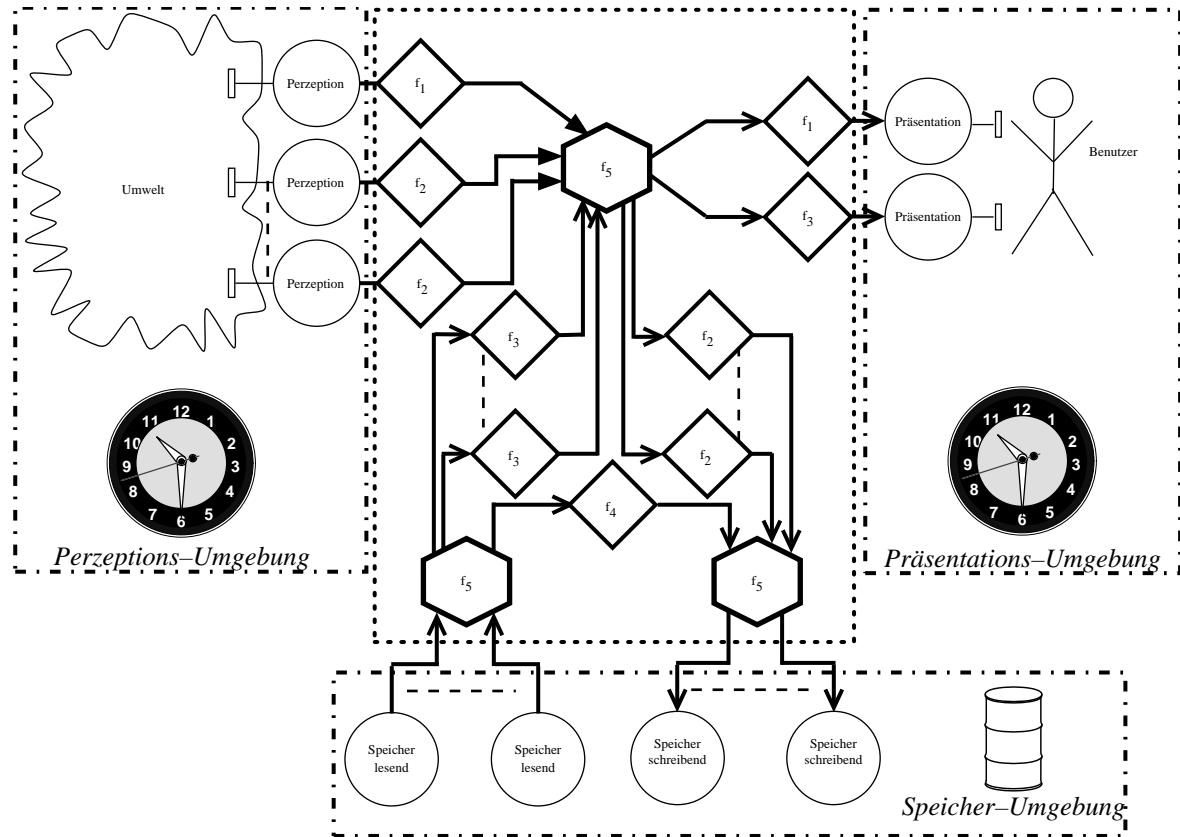 Umwelt
Perzeption
Perzeption
Perzeption
f1
f2
f2
f5
f1
f3
Präsentation
Präsentation
Benutzer
f3
f3
f2
f2
f4
f5
f5
12
1
2
3
4
5
6
7
8
9
10
11
Perzeptions–Umgebung
12
1
2
3
4
5
6
7
8
9
10
11
Präsentations–Umgebung
Speicher
lesend
Speicher
lesend
Speicher
schreibend
Speicher
schreibend
Speicher–Umgebung